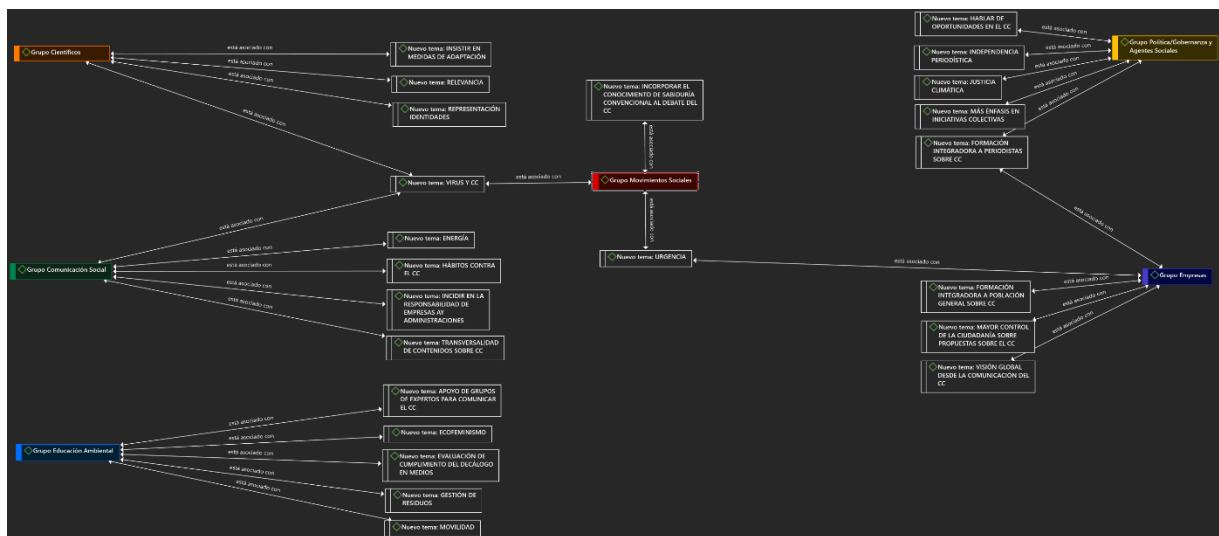 Grupo Científicos
está asociado con
está asociado con
está asociado con
está asociado con
Nuevo tema: INSISTIR EN
MEDIDAS DE ADAPTACIÓN
Nuevo tema: RELEVANCIA
Nuevo tema: REPRESENTACIÓN
IDENTIDADES
Nuevo tema: VIRUS Y CC
está asociado con
Grupo Comunicación Social
está asociado con
está asociado con
está asociado con
está asociado con
está asociado con
Nuevo tema: ENERGÍA
Nuevo tema: HÁBITOS CONTRA
EL CC
Nuevo tema: INCIDIR EN LA
RESPONSABILIDAD DE
EMPRESAS AY
ADMINISTRACIONES
Nuevo tema: TRANSVERSALIDAD
DE CONTENIDOS SOBRE CC
Grupo Educación Ambiental
está asociado con
está asociado con
está asociado con
está asociado con
está asociado con
Nuevo tema: APOYO DE GRUPOS
DE EXPERTOS PARA COMUNICAR
EL CC
Nuevo tema: ECOFEMINISMO
Nuevo tema: EVALUACIÓN DE
CUMPLIMIENTO DEL DECÁLOGO
EN MEDIOS
Nuevo tema: GESTIÓN DE
RESIDUOS
Nuevo tema: MOVILIDAD
Nuevo tema: INCORPORAR EL
CONOCIMIENTO DE SABIDURÍA
CONVENCIONAL AL DEBATE DEL
CC
está asociado con
Grupo Movimientos Sociales
está asociado con
Nuevo tema: URGENCIA
está asociado con
Nuevo tema: HABLAR DE
OPORTUNIDADES EN EL CC
Nuevo tema: INDEPENDENCIA
PERIODÍSTICA
Nuevo tema: JUSTICIA
CLIMÁTICA
Nuevo tema: MÁS ÉNFASIS EN
INICIATIVAS COLECTIVAS
Nuevo tema: FORMACIÓN
INTEGRADORA A PERIODISTAS
SOBRE CC
está asociado con
está asociado con
está asociado con
está asociado con
está asociado con
Grupo Política/Gobernanza y
Agentes Sociales
está asociado con
Grupo Empresas
está asociado con
está asociado con
está asociado con
Nuevo tema: FORMACIÓN
INTEGRADORA A POBLACIÓN
GENERAL SOBRE CC
Nuevo tema: MAYOR CONTROL
DE LA CIUDADANÍA SOBRE
PROPUESTAS SOBRE EL CC
Nuevo tema: VISIÓN GLOBAL
DESDE LA COMUNICACIÓN DEL
CC